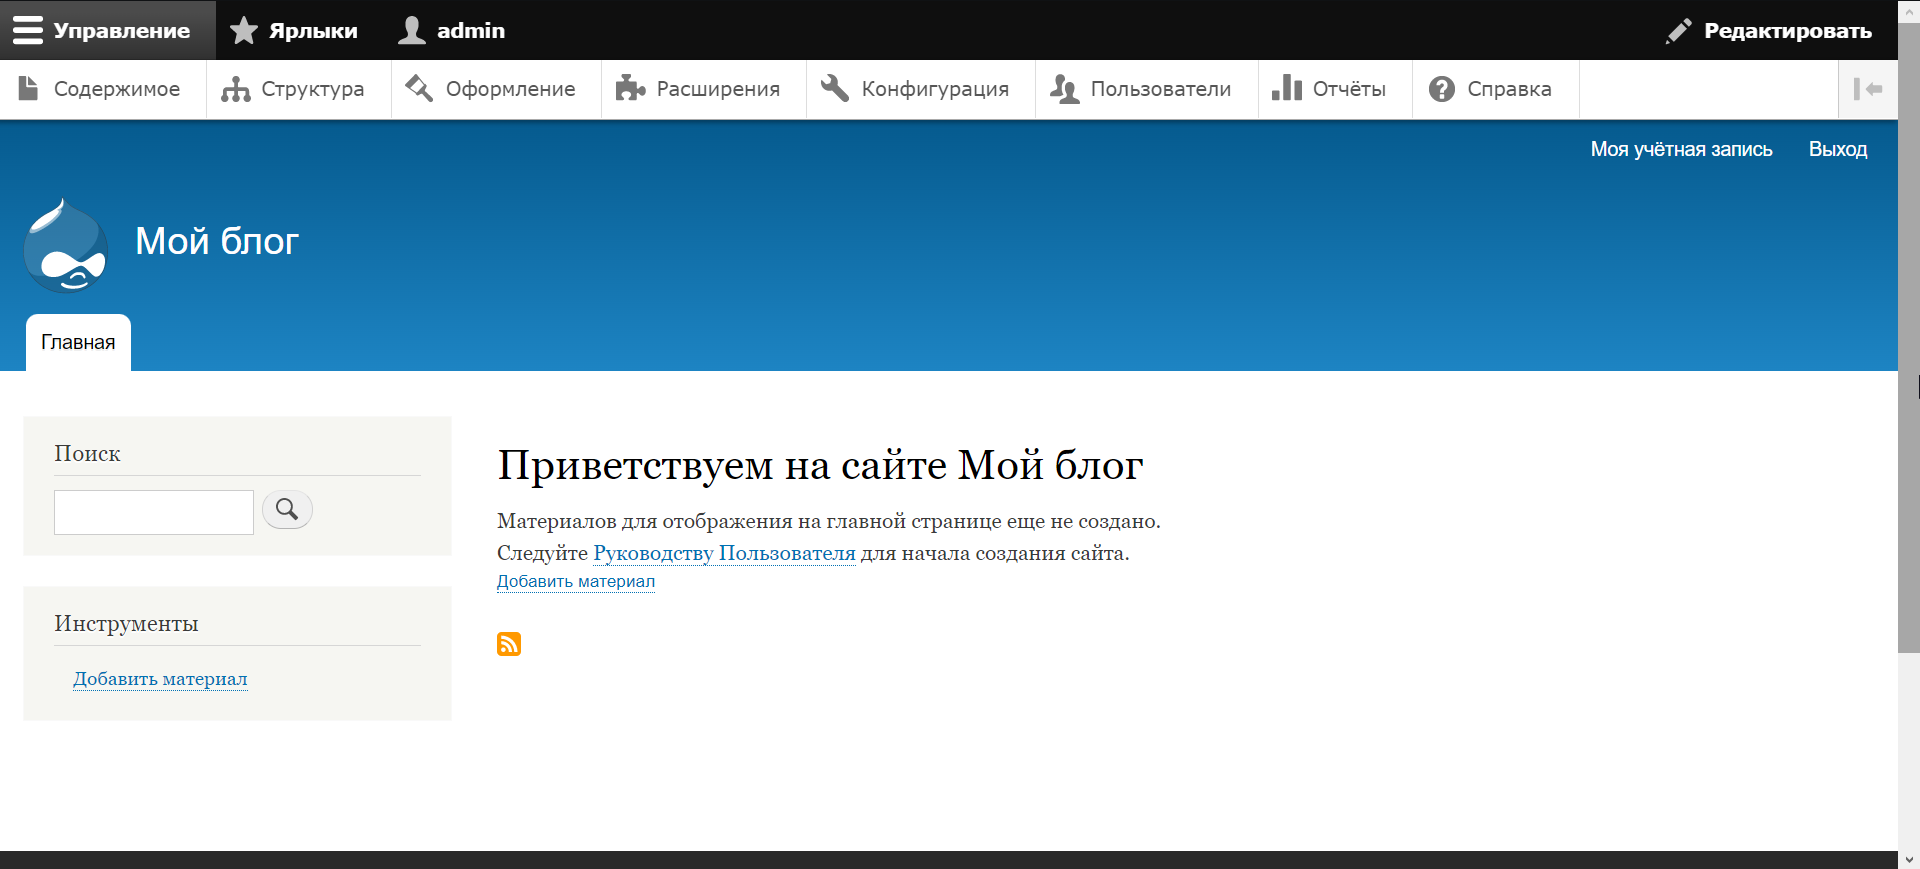 Управление
Ярлыки
admin
Редактировать
Содержимое
Структура
Оформление
Расширения
Конфигурация
Пользователи
Отчёты
Справка
Моя учётная запись
Выход
Мой блог
Главная
Поиск
Инструменты
Добавить материал
Приветствуем на сайте Мой блог
Материалов для отображения на главной странице еще не создано.
Следуйте Руководству Пользователя для начала создания сайта.
Добавить материал